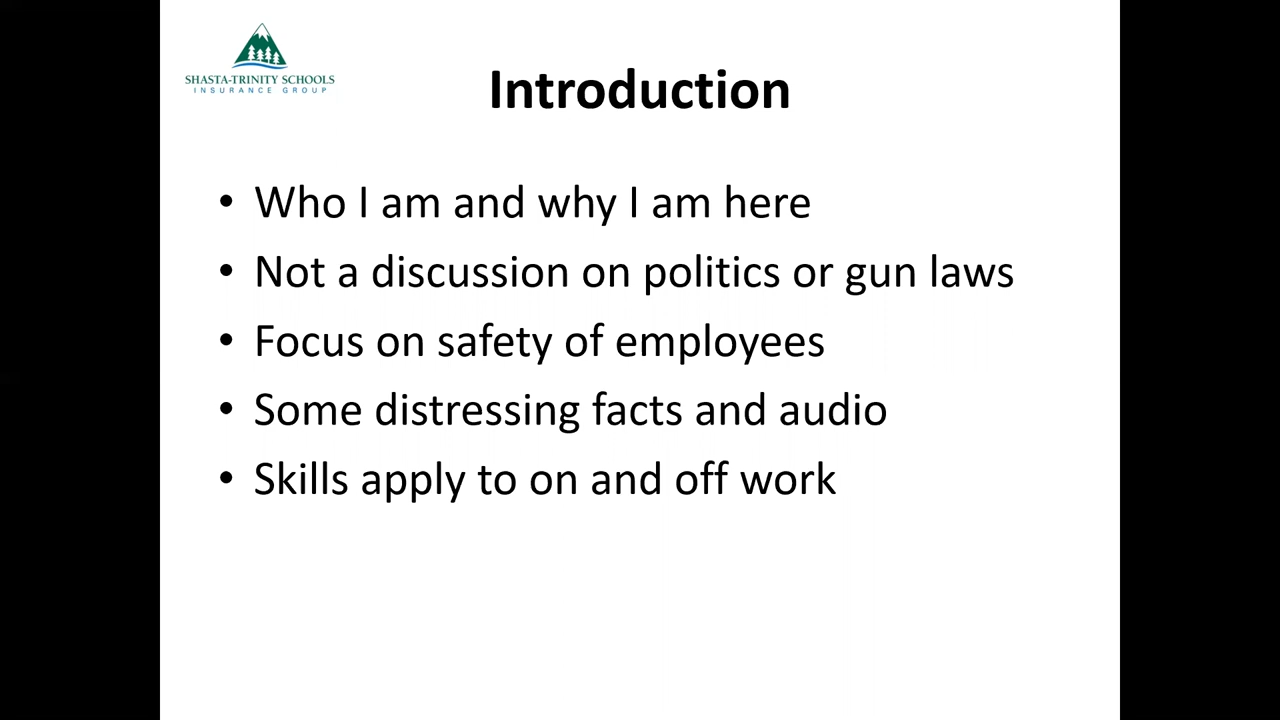 SHASTA-TRINITY SCHOOLS
INSURANCE GROUP
Introduction
• Who I am and why I am here
• Not a discussion on politics or gun laws
• Focus on safety of employees
• Some distressing facts and audio
• Skills apply to on and off work